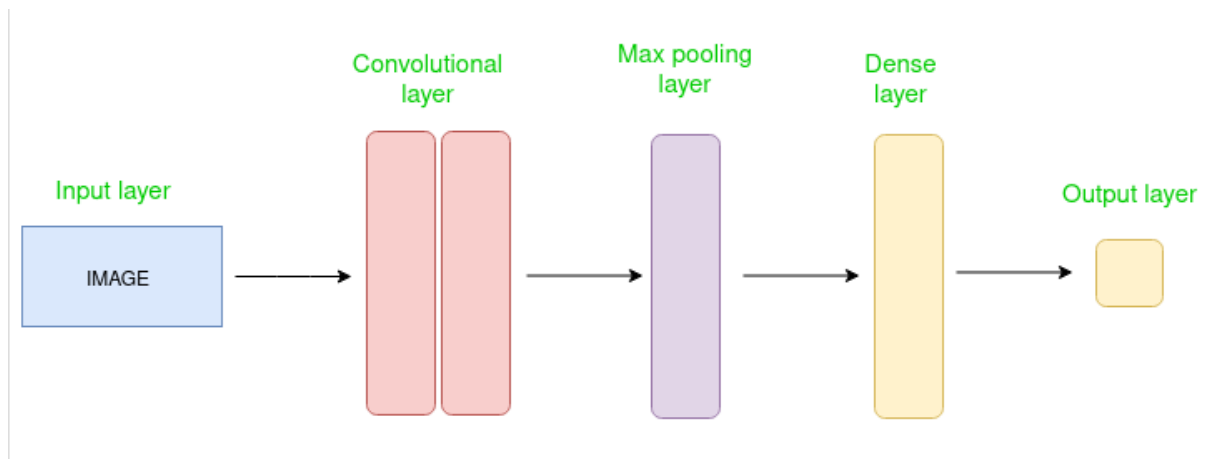 Input layer
IMAGE
Convolutional
layer
Max pooling
layer
Dense
layer
Output layer